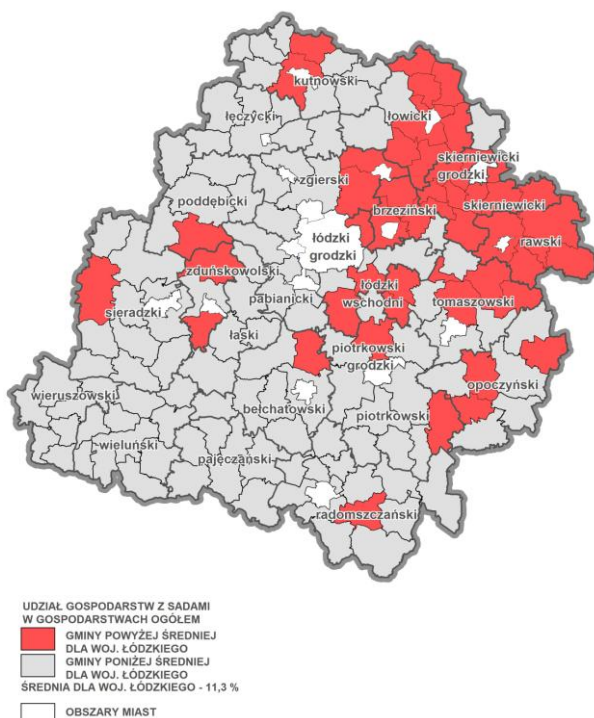 kutnowski
łęczycki
łowicki
skierniewicki
grodzki
zgierski
poddębicki
brzeziński
skierniewicki
łódzki
grodzki
rawski
zduńskowolski
łódzki
wschodni
pabianicki
tomaszowski
sieradzki
łaski
piotrkowski
grodzki
opoczyński
wieruszowski
bełchatowski
piotrkowski
wieluński
pajęczański
radomszczański
UDZIAŁ GOSPODARSTW Z SADAMI
W GOSPODARSTWACH OGÓŁEM
GMINY POWYŻEJ ŚREDNIEJ
DLA WOJ. ŁÓDZKIEGO
GMINY PONIŻEJ ŚREDNIEJ
DLA WOJ. ŁÓDZKIEGO
ŚREDNIA DLA WOJ. ŁÓDZKIEGO - 11,3 %
OBSZARY MIAST